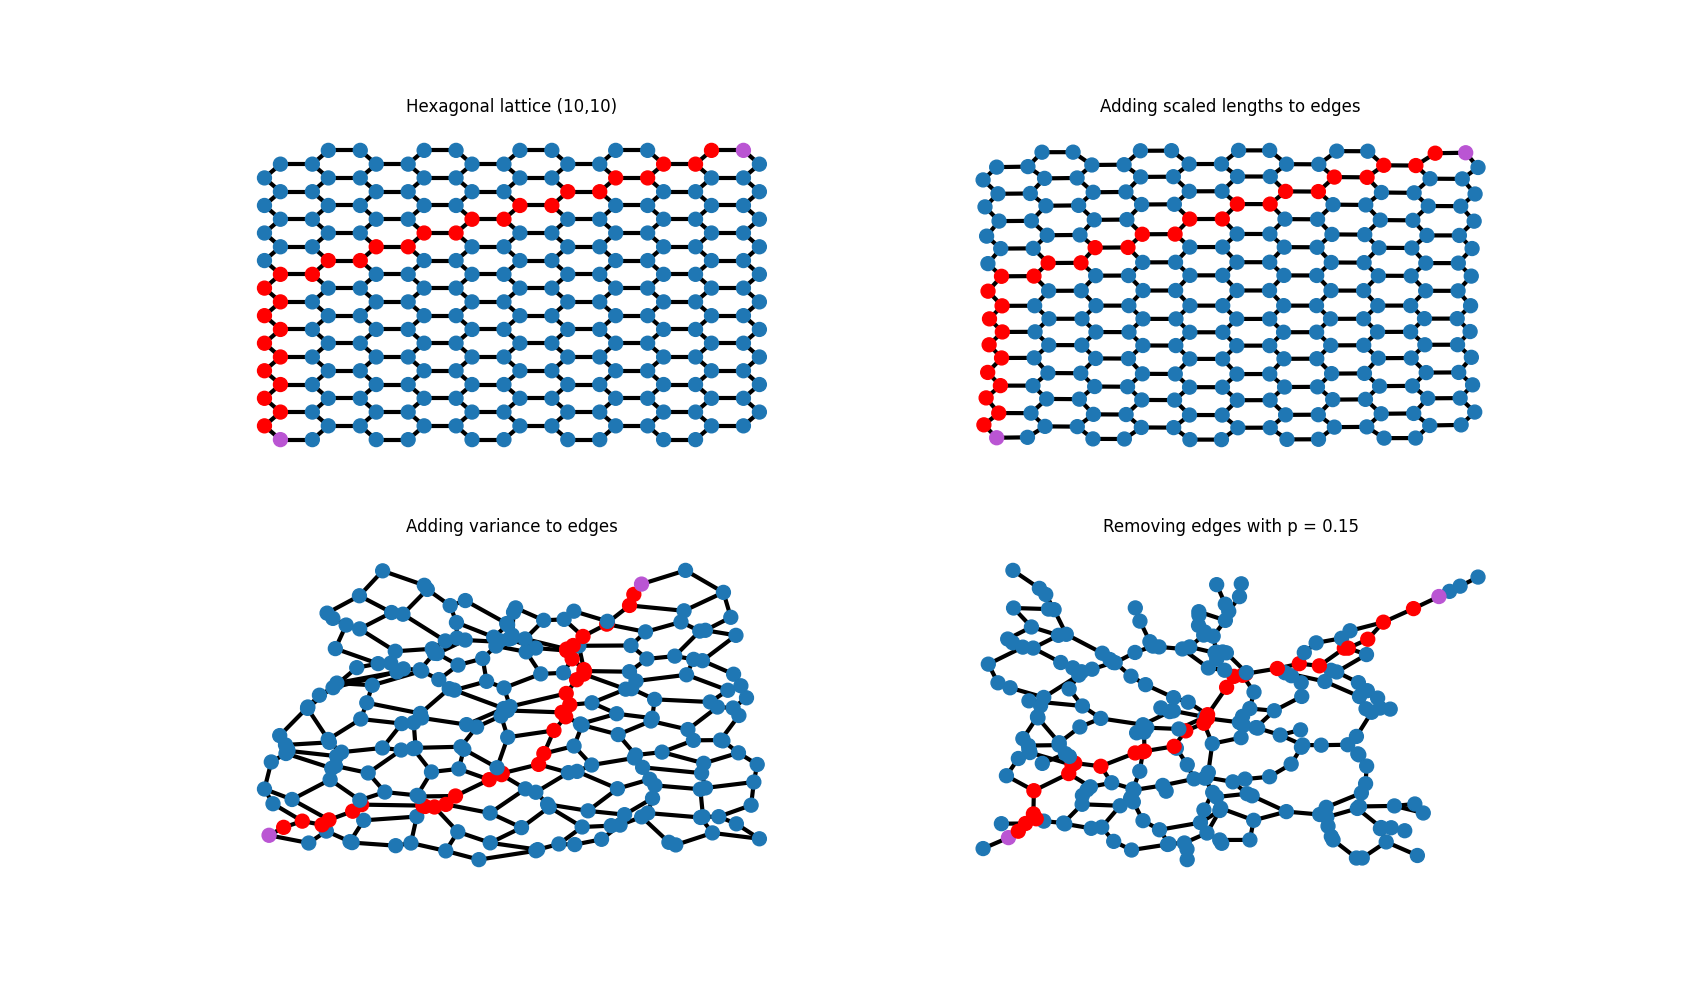 Hexagonal lattice (10,10)
Adding scaled lengths to edges
Adding variance to edges
Removing edges with p = 0.15